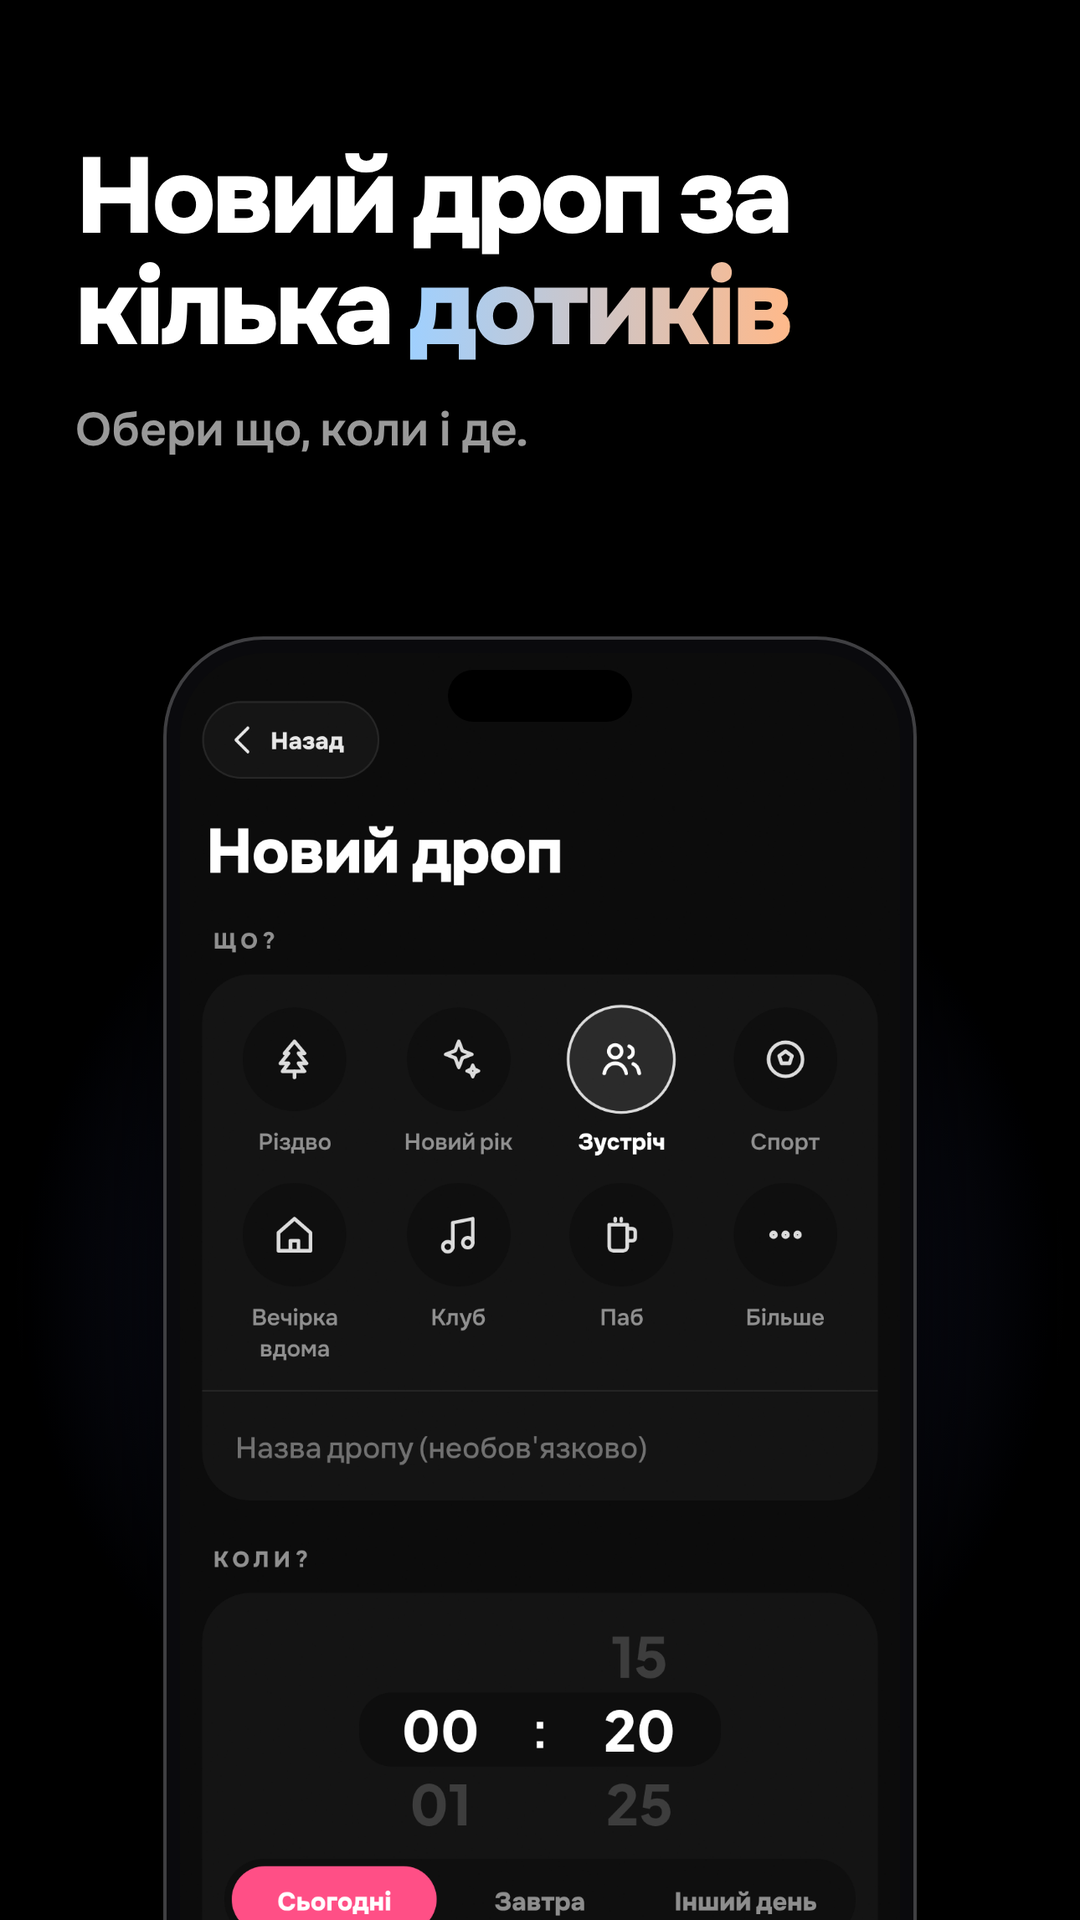 Новий дроп за
кілька дотиків
Обери що, коли і де.
Назад
Новий дроп
ЩО?
Різдво
Новий рік
Зустріч
Спорт
Вечірка
вдома
Клуб
Паб
Більше
Назва дропу (необов'язково)
КОЛИ?
15
00 : 20
01 25
Сьогодні
Завтра
Інший день